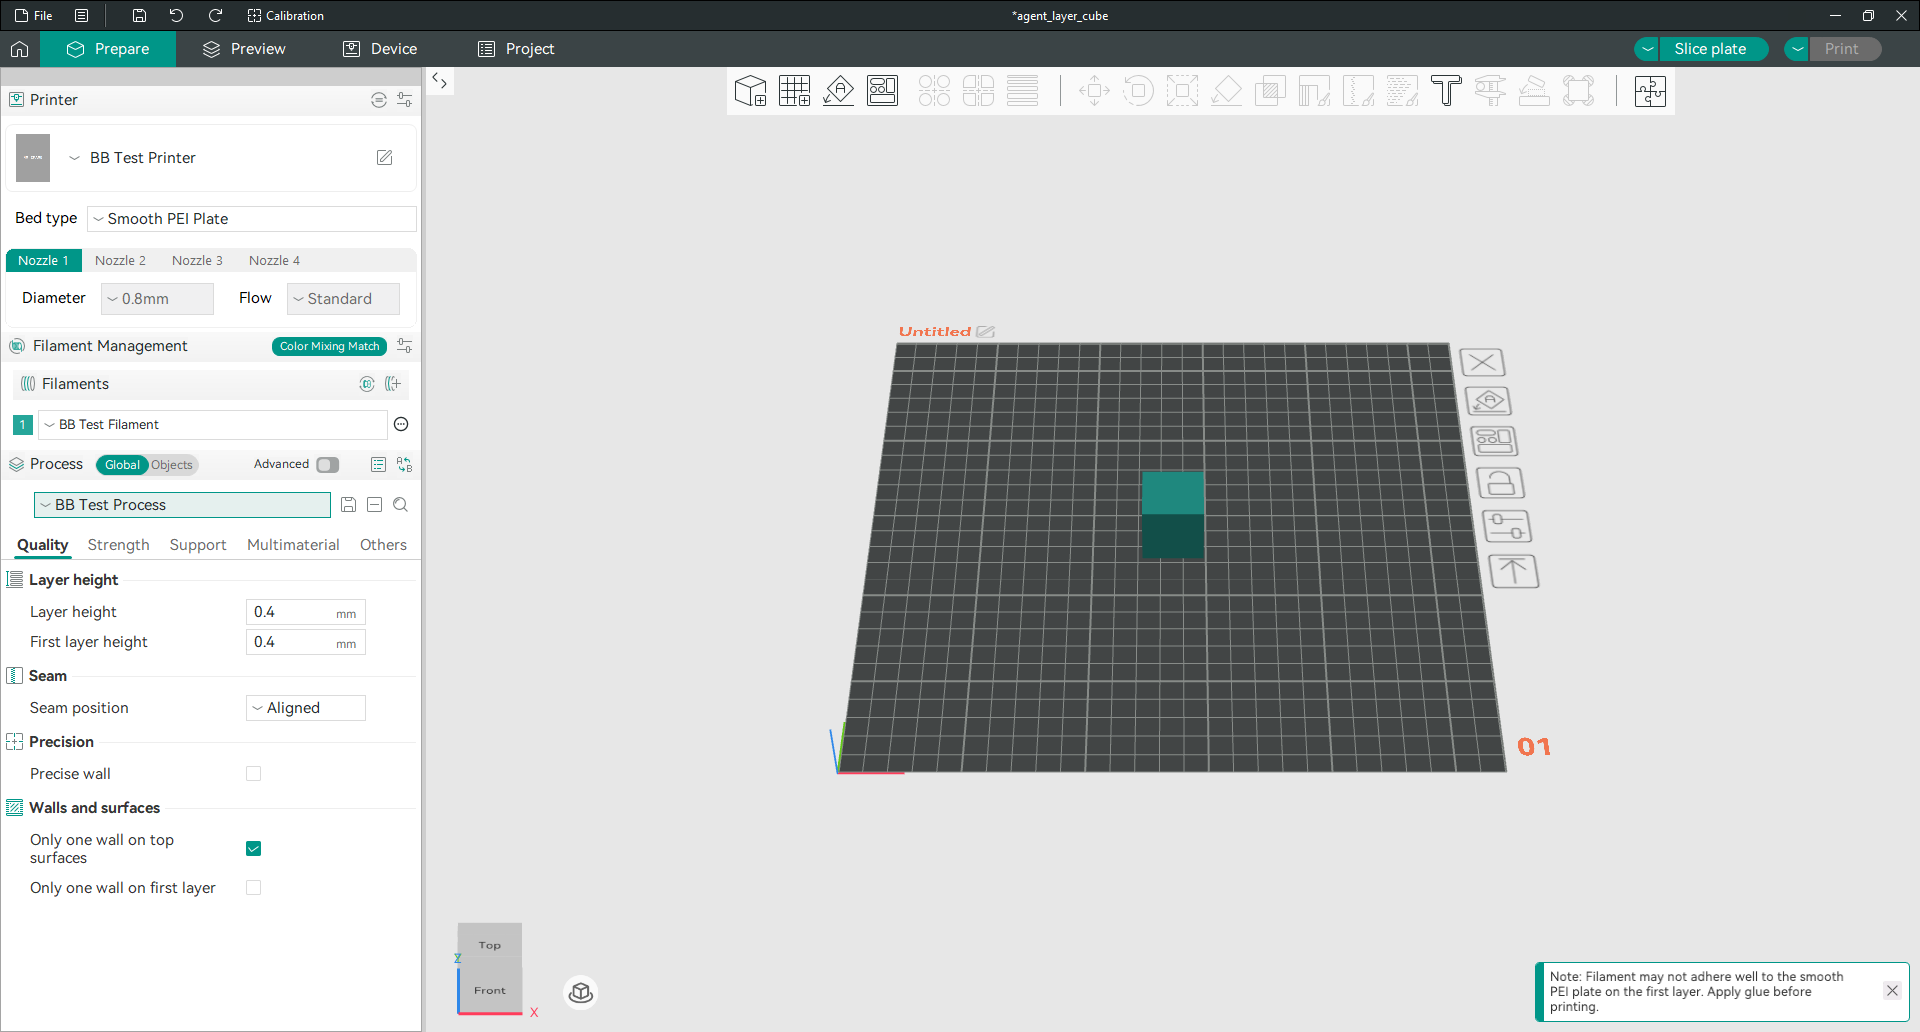 File
Calibration
*agent_layer_cube
Prepare
Preview
Device
Project
Slice plate
Print
Printer
BB Test Printer
Bed type
Smooth PEI Plate
Nozzle 1
Nozzle 2
Nozzle 3
Nozzle 4
Diameter
0.8mm
Flow
Standard
Filament Management
Color Mixing Match
Filaments
1
BB Test Filament
Process
Global
Objects
Advanced
BB Test Process
Quality
Strength
Support
Multimaterial
Others
Layer height
Layer height
0.4 mm
First layer height
0.4 mm
Seam
Seam position
Aligned
Precision
Precise wall
Walls and surfaces
Only one wall on top
surfaces
Only one wall on first layer
Untitled
01
Top
Z
Front
X
Note: Filament may not adhere well to the smooth
PEI plate on the first layer. Apply glue before
printing.